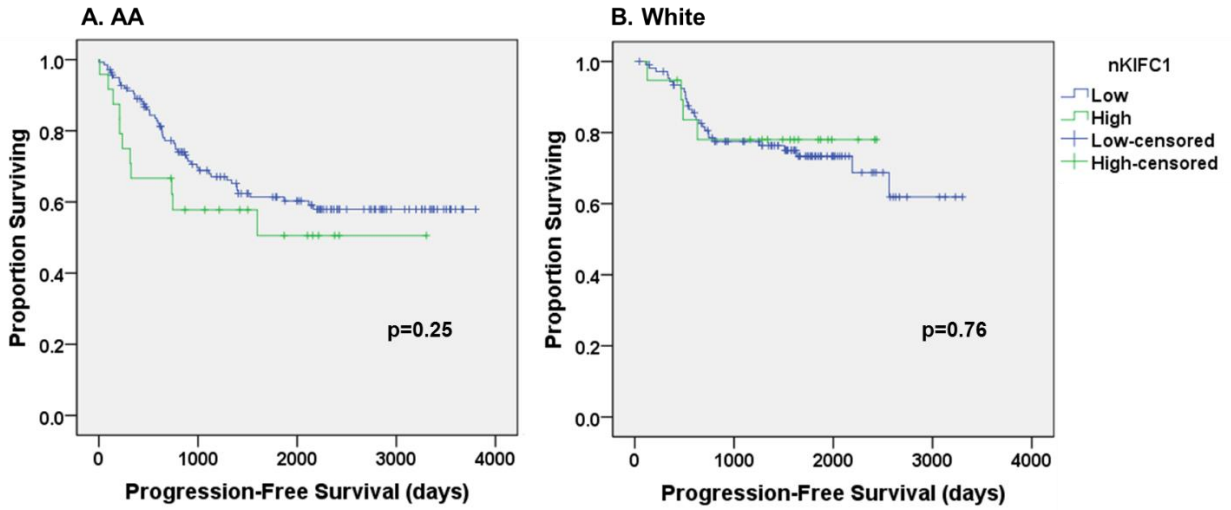 A. AA
Proportion Surviving
1.0
0.8
0.6
0.4
0.2
0.0
p=0.25
0 1000 2000 3000 4000
Progression-Free Survival (days)
B. White
Proportion Surviving
1.0
0.8
0.6
0.4
0.2
0.0
p=0.76
0 1000 2000 3000 4000
Progression-Free Survival (days)
nKIFC1
Low
High
Low-censored
High-censored